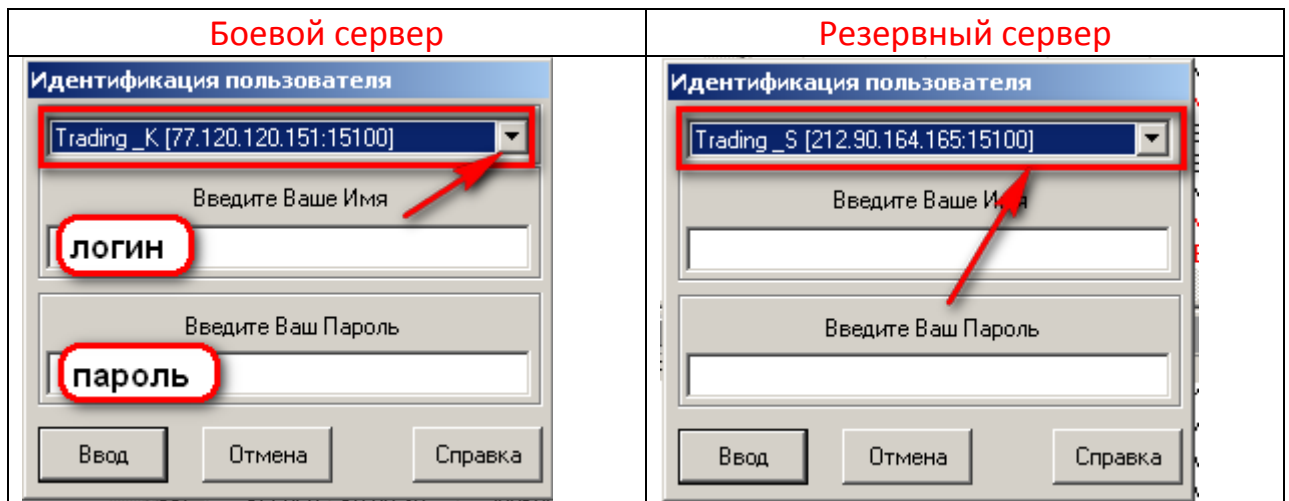 Боевой сервер
Резервный сервер
Идентификация пользователя
Trading _K [77.120.120.151:15100]
Введите Ваше Имя
логин
Введите Ваш Пароль
пароль
Ввод Отмена Справка
Идентификация пользователя
Trading _S [212.90.164.165:15100]
Введите Ваше Имя
Введите Ваш Пароль
Ввод Отмена Справка